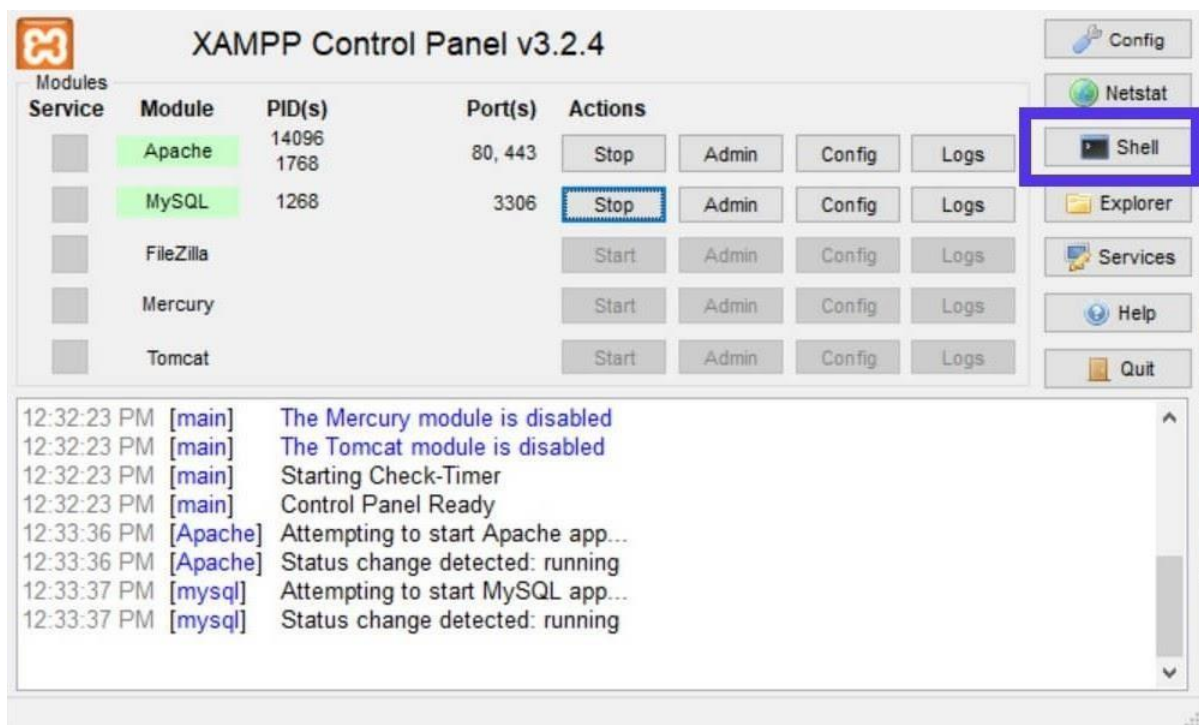 XAMPP Control Panel v3.2.4
Config
Modules
Service Module PID(s) Port(s) Actions
Netstat
Apache 14096 1768 80, 443 Stop Admin Config Logs
Shell
MySQL 1268 3306 Stop Admin Config Logs
Explorer
FileZilla Start Admin Config Logs
Services
Mercury Start Admin Config Logs
Help
Tomcat Start Admin Config Logs
Quit
12:32:23 PM [main] The Mercury module is disabled
12:32:23 PM [main] The Tomcat module is disabled
12:32:23 PM [main] Starting Check-Timer
12:32:23 PM [main] Control Panel Ready
12:33:36 PM [Apache] Attempting to start Apache app...
12:33:36 PM [Apache] Status change detected: running
12:33:37 PM [mysql] Attempting to start MySQL app...
12:33:37 PM [mysql] Status change detected: running